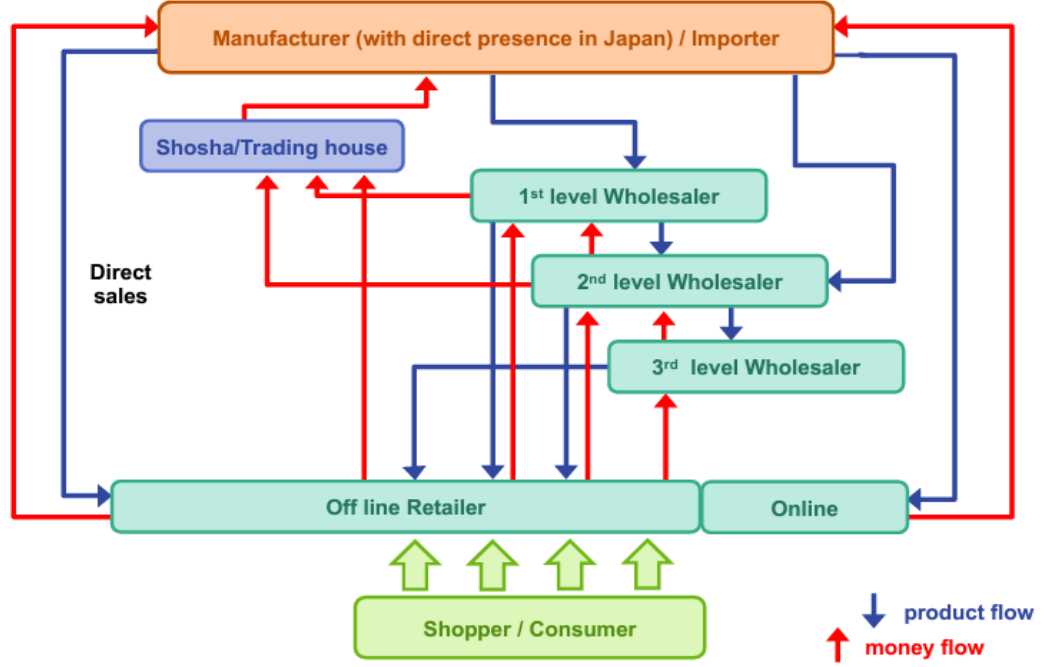 Manufacturer (with direct presence in Japan) / Importer
Shosha/Trading house
1st level Wholesaler
Direct
sales
2nd level Wholesaler
3rd level Wholesaler
Off line Retailer
Online
Shopper / Consumer
product flow
money flow